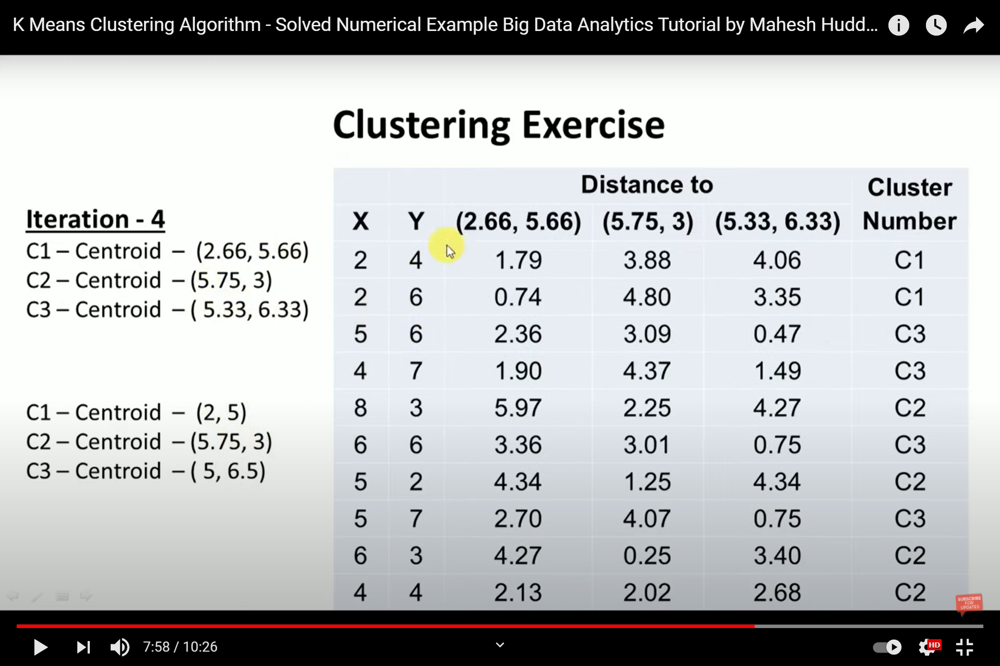 K Means Clustering Algorithm - Solved Numerical Example Big Data Analytics Tutorial by Mahesh Hudd...
Clustering Exercise
Iteration - 4
C1 – Centroid – (2.66, 5.66)
C2 – Centroid – (5.75, 3)
C3 – Centroid – ( 5.33, 6.33)
C1 – Centroid – (2, 5)
C2 – Centroid – (5.75, 3)
C3 – Centroid – ( 5, 6.5)
Distance to Cluster
X Y (2.66, 5.66) (5.75, 3) (5.33, 6.33) Number
2 4 1.79 3.88 4.06 C1
2 6 0.74 4.80 3.35 C1
5 6 2.36 3.09 0.47 C3
4 7 1.90 4.37 1.49 C3
8 3 5.97 2.25 4.27 C2
6 6 3.36 3.01 0.75 C3
5 2 4.34 1.25 4.34 C2
5 7 2.70 4.07 0.75 C3
6 3 4.27 0.25 3.40 C2
4 4 2.13 2.02 2.68 C2
SUBSCRIBE
FOR
UPDATES
7:58 / 10:26
HD